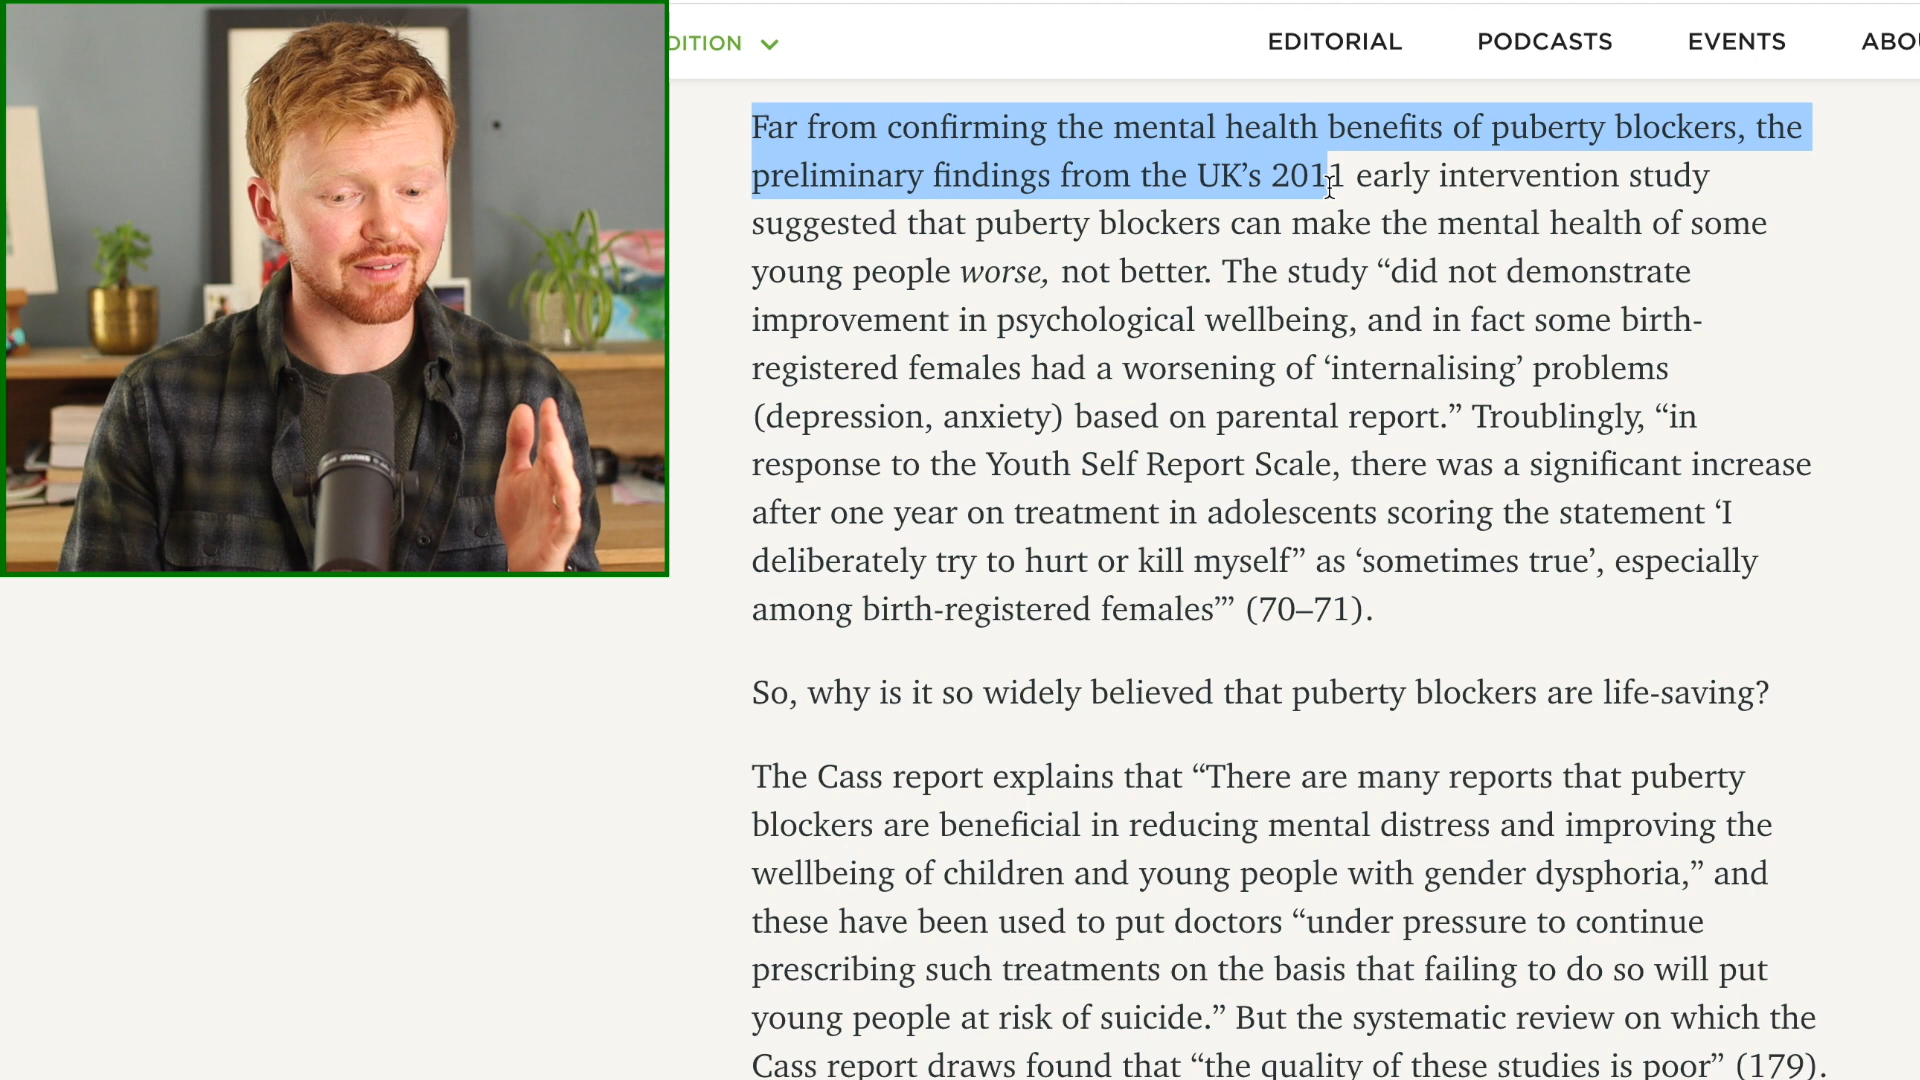 DITION
EDITORIAL PODCASTS EVENTS ABOU
Far from confirming the mental health benefits of puberty blockers, the
preliminary findings from the UK’s 2011 early intervention study
suggested that puberty blockers can make the mental health of some
young people worse, not better. The study “did not demonstrate
improvement in psychological wellbeing, and in fact some birth-
registered females had a worsening of ‘internalising’ problems
(depression, anxiety) based on parental report.” Troublingly, “in
response to the Youth Self Report Scale, there was a significant increase
after one year on treatment in adolescents scoring the statement ‘I
deliberately try to hurt or kill myself” as ‘sometimes true’, especially
among birth-registered females’” (70–71).
So, why is it so widely believed that puberty blockers are life-saving?
The Cass report explains that “There are many reports that puberty
blockers are beneficial in reducing mental distress and improving the
wellbeing of children and young people with gender dysphoria,” and
these have been used to put doctors “under pressure to continue
prescribing such treatments on the basis that failing to do so will put
young people at risk of suicide.” But the systematic review on which the
Cass report draws found that “the quality of these studies is poor” (179).